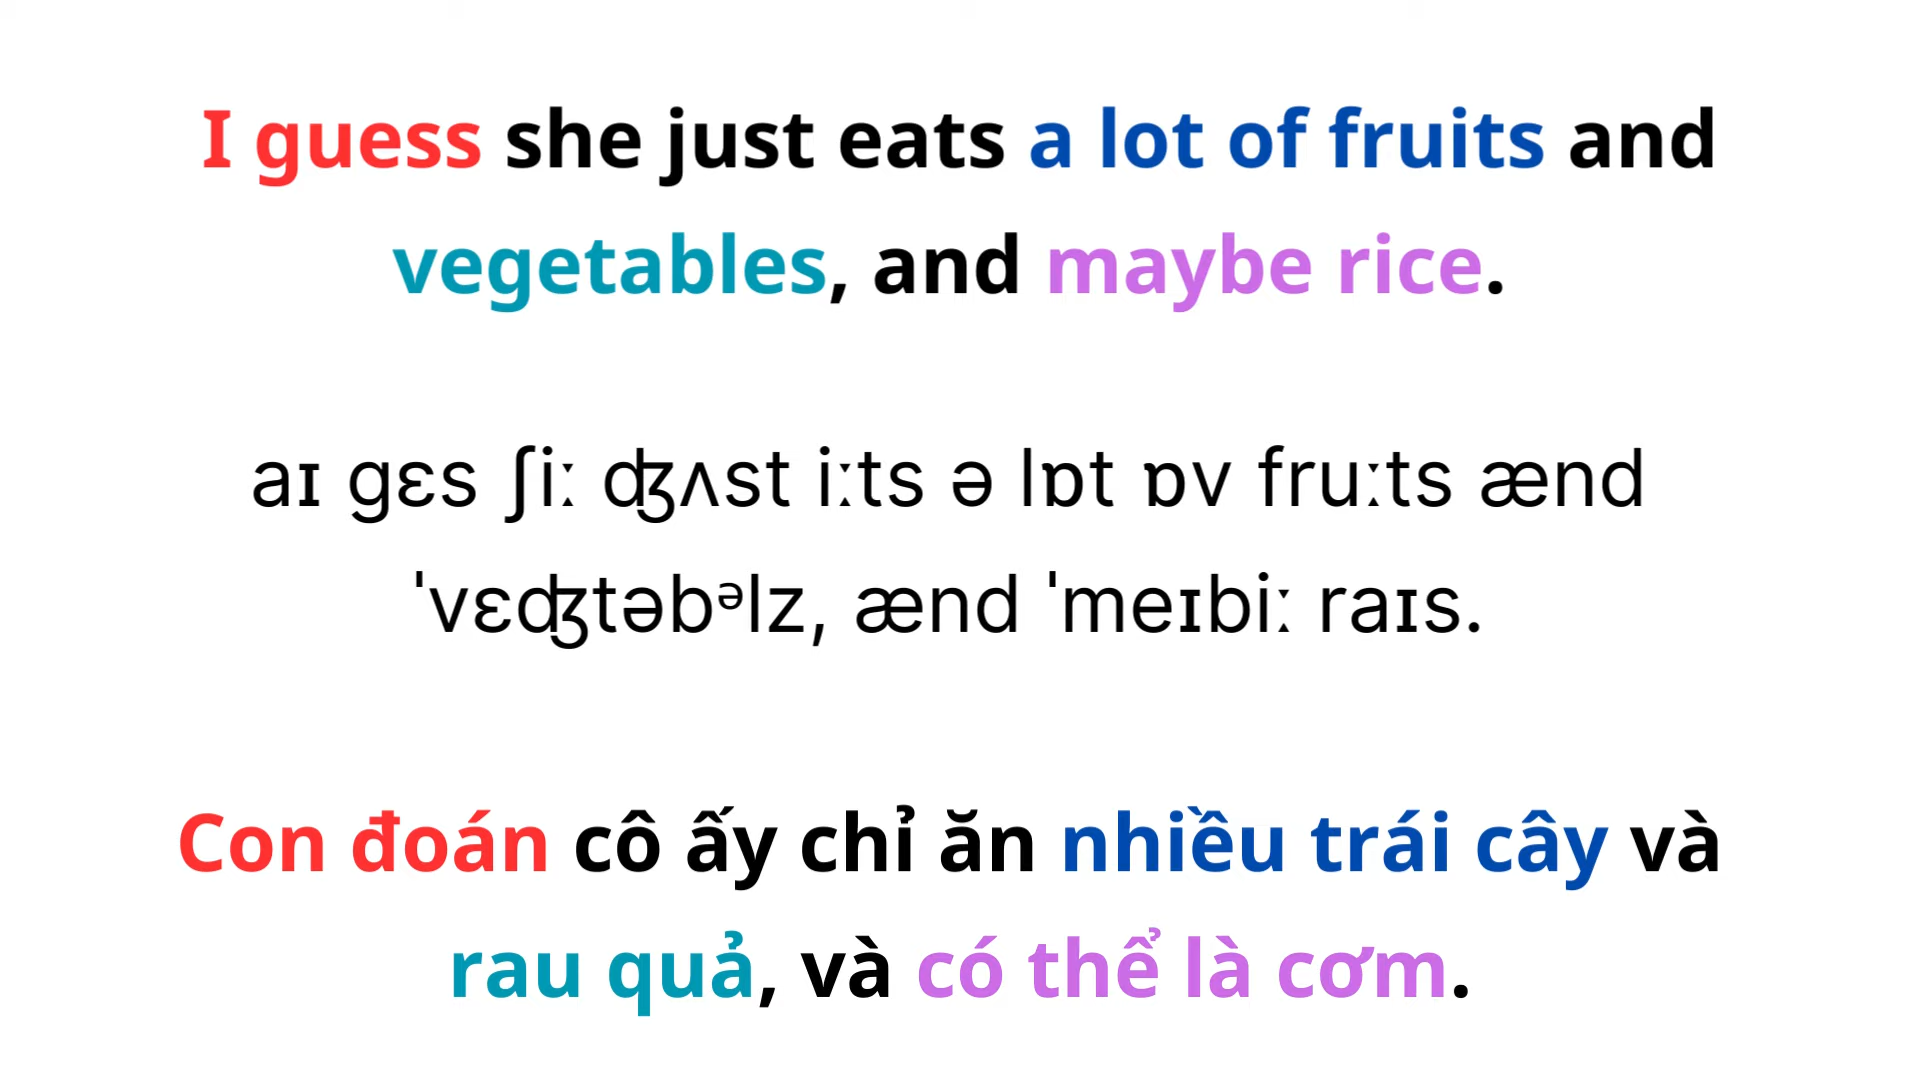 I guess she just eats a lot of fruits and
vegetables, and maybe rice.
aɪ gɛs ʃiː ʤʌst iːts ə lɒt ɒv fruːts ænd
ˈvɛʤtəbᵊlz, ænd ˈmeɪbiː raɪs.
Con đoán cô ấy chỉ ăn nhiều trái cây và
rau quả, và có thể là cơm.